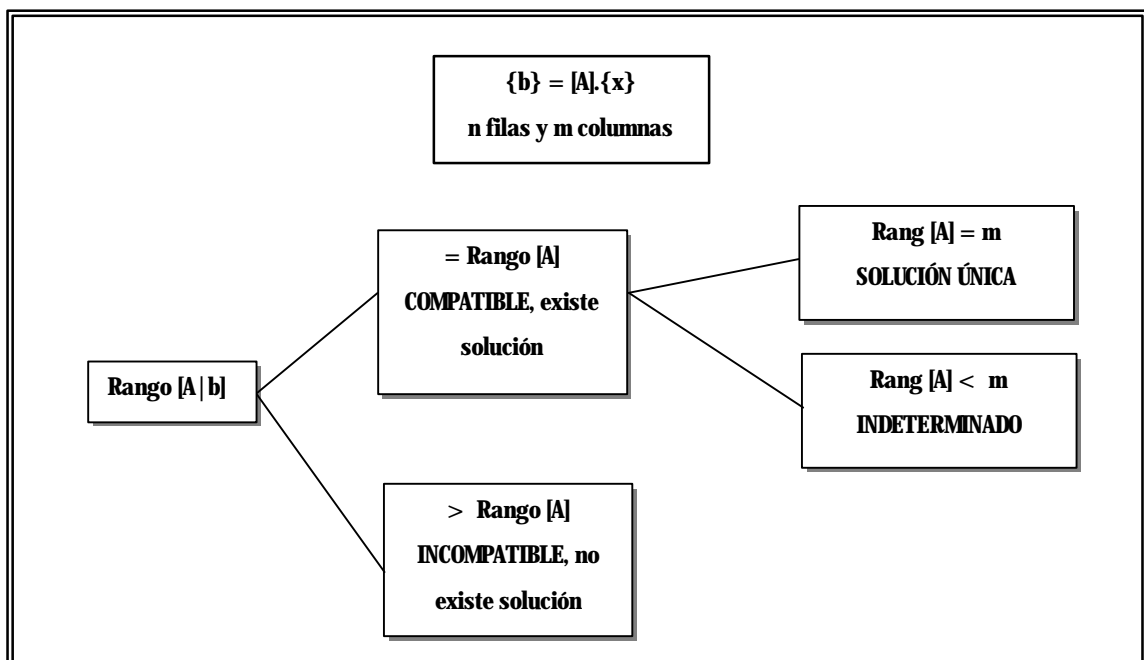 {b} = [A].{x}
n filas y m columnas
Rango [A|b]
= Rango [A]
COMPATIBLE, existe
solución
Rang [A] = m
SOLUCIÓN ÚNICA
Rang [A] < m
INDETERMINADO
> Rango [A]
INCOMPATIBLE, no
existe solución